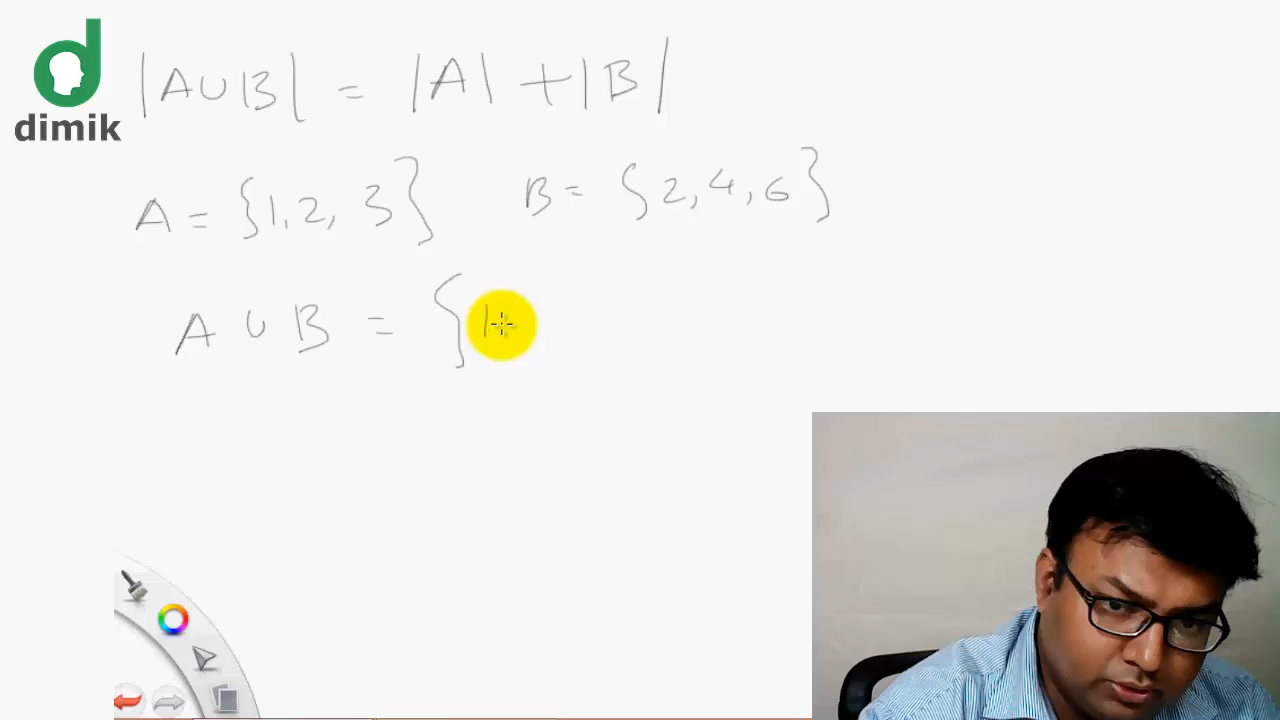 dimik
|A∪B| = |A| + |B|
A = {1, 2, 3} B = {2, 4, 6}
A ∪ B = {1